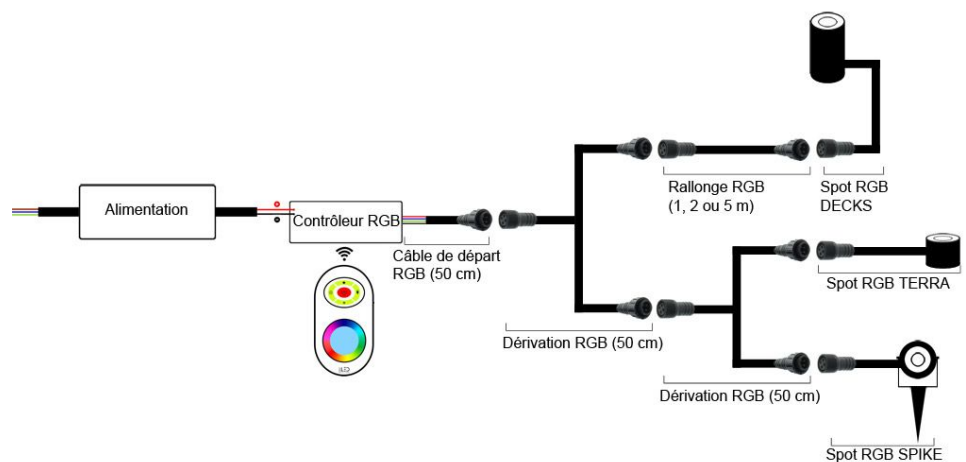 Alimentation
Contrôleur RGB
Câble de départ
RGB (50 cm)
Rallonge RGB
(1, 2 ou 5 m)
Spot RGB
DECKS
Spot RGB TERRA
Dérivation RGB (50 cm)
Dérivation RGB (50 cm)
Spot RGB SPIKE